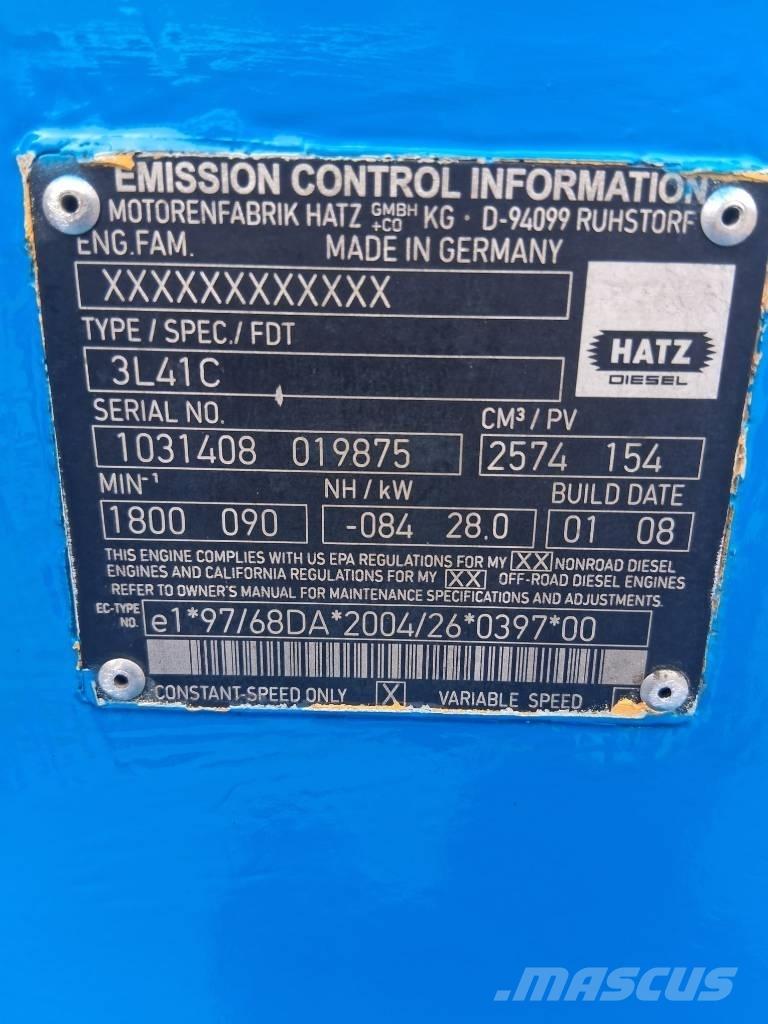 EMISSION CONTROL INFORMATION
MOTORENFABRIK HATZ GMBH +CO KG · D-94099 RUHSTORF
ENG.FAM. MADE IN GERMANY
XXXXXXXXXXXX
TYPE / SPEC./ FDT
3L41C
HATZ
DIESEL
SERIAL NO. CM³/ PV
1031408 019875 2574 154
MIN⁻¹ NH / kW BUILD DATE
1800 090 -084 28.0 01 08
THIS ENGINE COMPLIES WITH US EPA REGULATIONS FOR MY XX NONROAD DIESEL
ENGINES AND CALIFORNIA REGULATIONS FOR MY XX OFF-ROAD DIESEL ENGINES
REFER TO OWNER'S MANUAL FOR MAINTENANCE SPECIFICATIONS AND ADJUSTMENTS.
EC-TYPE NO. e1*97/68DA*2004/26*0397*00
CONSTANT-SPEED ONLY X VARIABLE SPEED
MASCUS